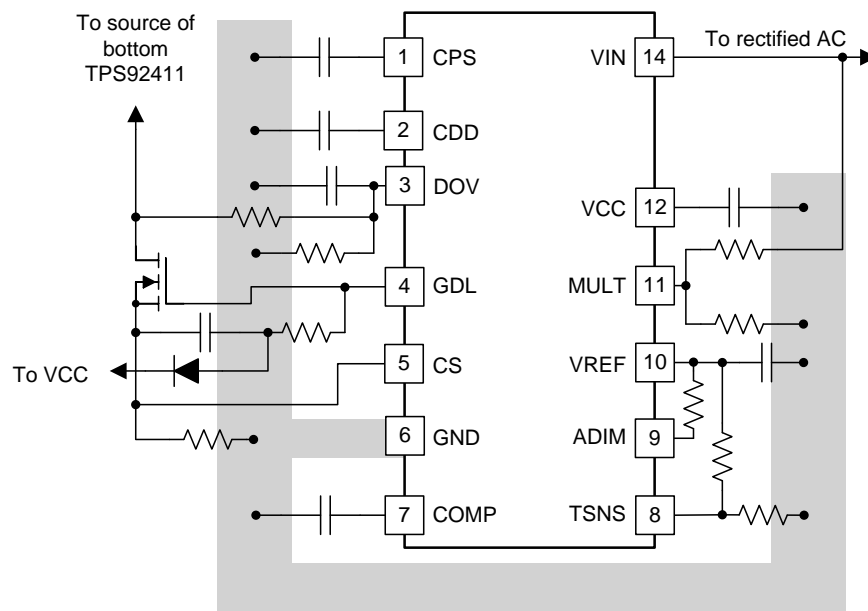 To source of
bottom
TPS92411
To rectified AC
1 CPS
VIN 14
2 CDD
3 DOV
VCC 12
4 GDL
MULT 11
5 CS
VREF 10
To VCC
6 GND
ADIM 9
7 COMP
TSNS 8